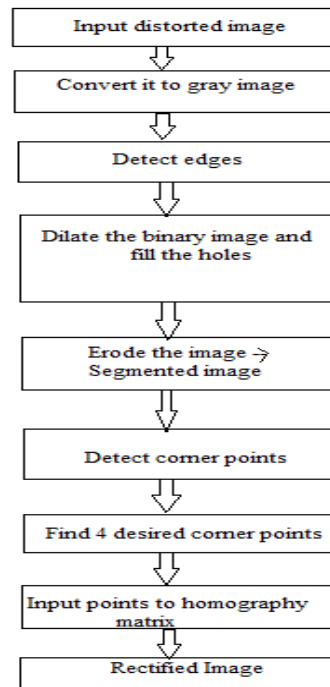 Input distorted image
Convert it to gray image
Detect edges
Dilate the binary image and
fill the holes
Erode the image →
Segmented image
Detect corner points
Find 4 desired corner points
Input points to homography
matrix
Rectified Image